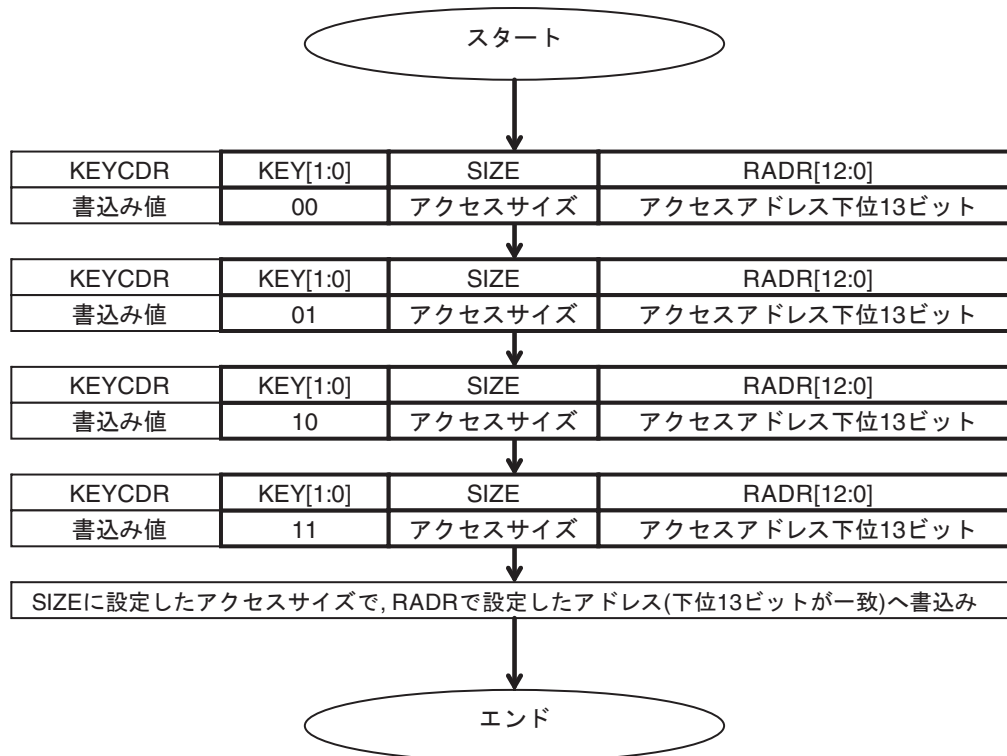 スタート
KEYCDR KEY[1:0] SIZE RADR[12:0]
書込み値 00 アクセスサイズ アクセスアドレス下位13ビット
KEYCDR KEY[1:0] SIZE RADR[12:0]
書込み値 01 アクセスサイズ アクセスアドレス下位13ビット
KEYCDR KEY[1:0] SIZE RADR[12:0]
書込み値 10 アクセスサイズ アクセスアドレス下位13ビット
KEYCDR KEY[1:0] SIZE RADR[12:0]
書込み値 11 アクセスサイズ アクセスアドレス下位13ビット
SIZEに設定したアクセスサイズで, RADRで設定したアドレス(下位13ビットが一致)へ書込み
エンド